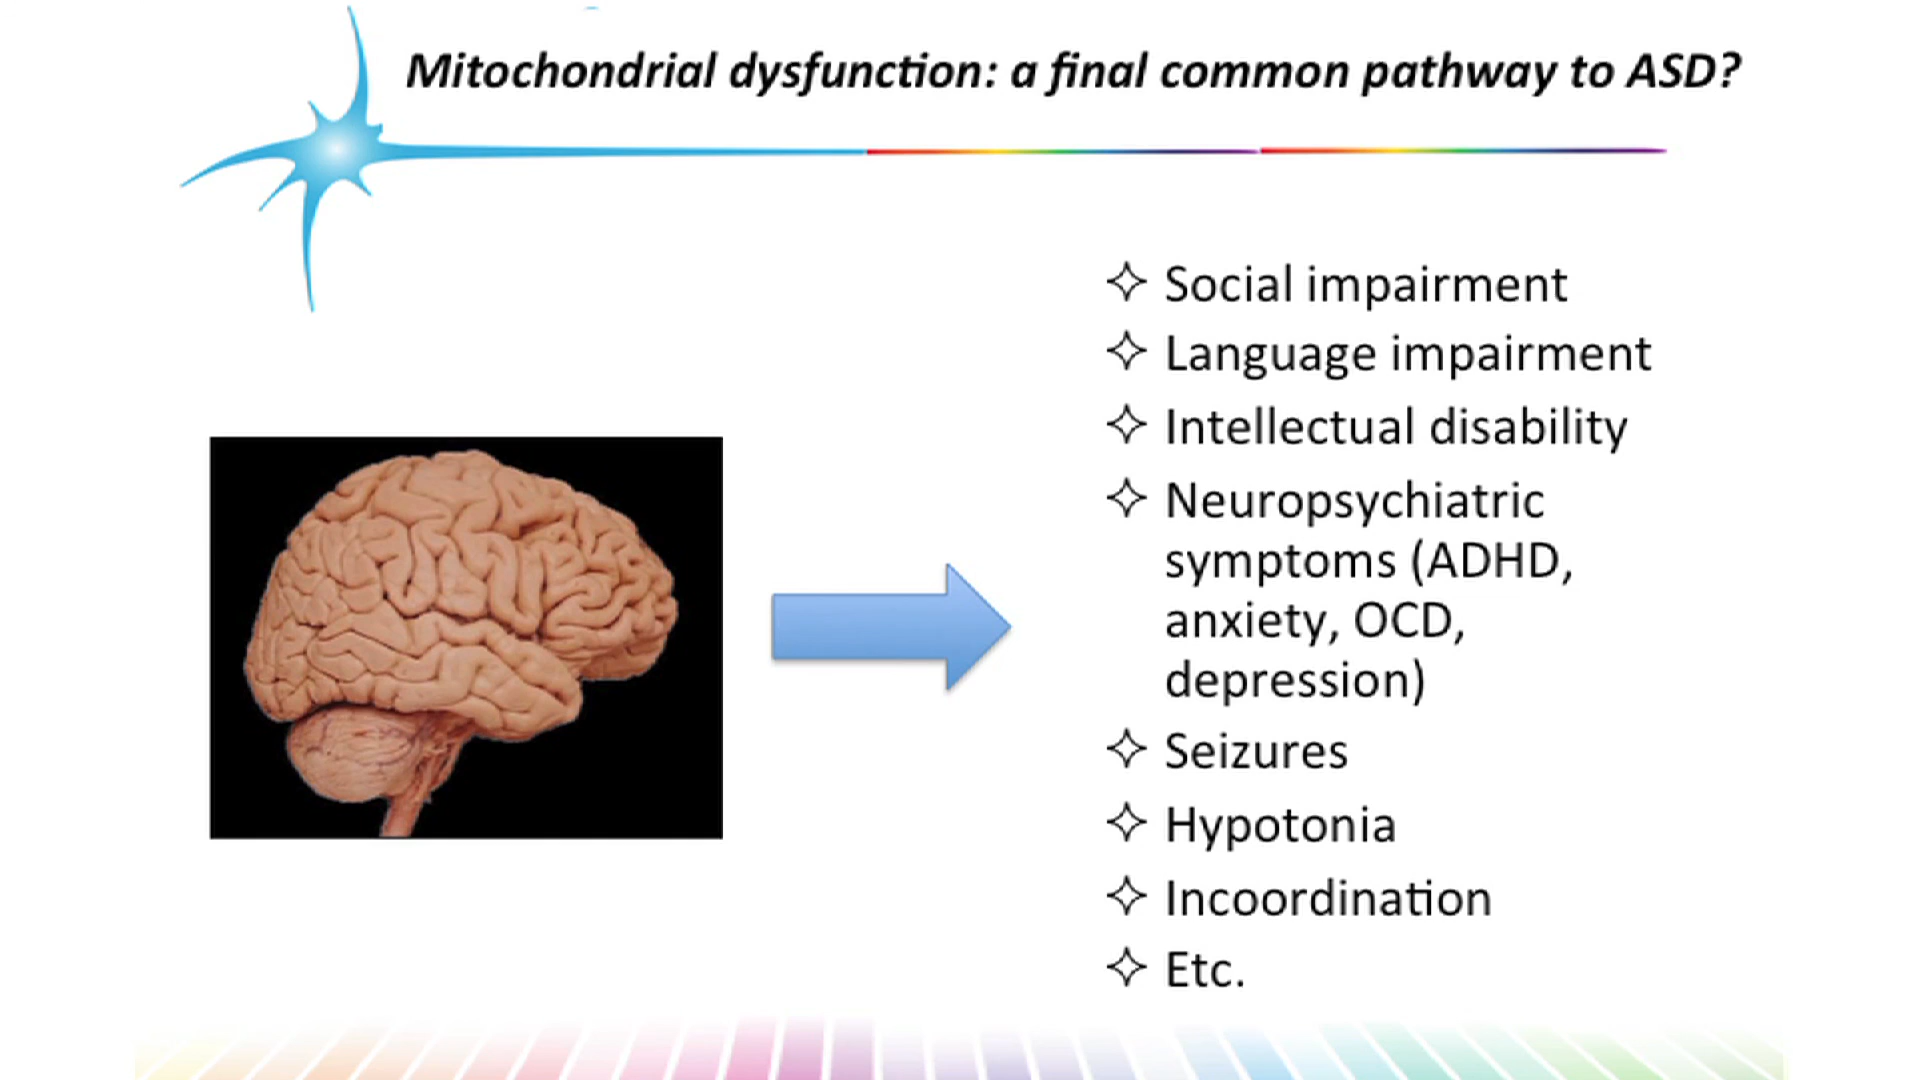 Mitochondrial dysfunction: a final common pathway to ASD?
✧ Social impairment
✧ Language impairment
✧ Intellectual disability
✧ Neuropsychiatric
symptoms (ADHD,
anxiety, OCD,
depression)
✧ Seizures
✧ Hypotonia
✧ Incoordination
✧ Etc.